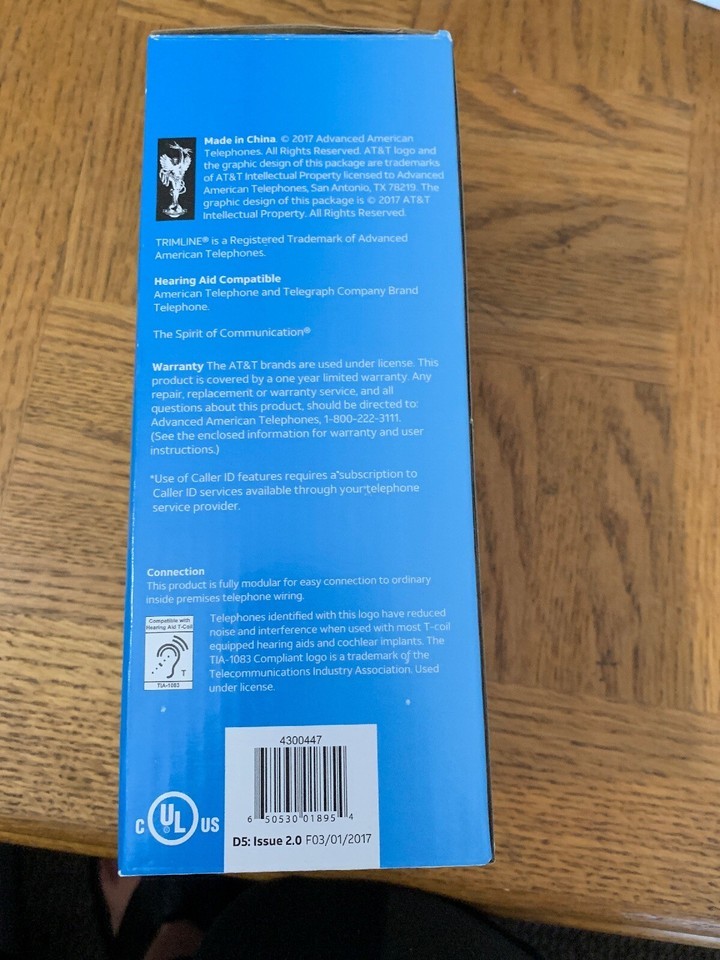 Made in China © 2017 Advanced American
Telephones. All Rights Reserved. AT&T logo and
the graphic design of this package are trademarks
of AT&T Intellectual Property licensed to Advanced
American Telephones, San Antonio, TX 78219. The
graphic design of this package is © 2017 AT&T
Intellectual Property. All Rights Reserved.
TRIMLINE® is a Registered Trademark of Advanced
American Telephones.
Hearing Aid Compatible
American Telephone and Telegraph Company Brand
Telephone.
The Spirit of Communication®
Warranty The AT&T brands are used under license. This
product is covered by a one year limited warranty. Any
repair, replacement or warranty service, and all
questions about this product, should be directed to:
Advanced American Telephones, 1-800-222-3111.
(See the enclosed information for warranty and user
instructions.)
*Use of Caller ID features requires a subscription to
Caller ID services available through your telephone
service provider.
Connection
This product is fully modular for easy connection to ordinary
inside premises telephone wiring.
Compatible with
Hearing Aid T-Coil
T
TIA-1083
Telephones identified with this logo have reduced
noise and interference when used with most T-coil
equipped hearing aids and cochlear implants. The
TIA-1083 Compliant logo is a trademark of the
Telecommunications Industry Association. Used
under license.
C UL US
4300447
6 50530 01895 4
D5: Issue 2.0 F03/01/2017